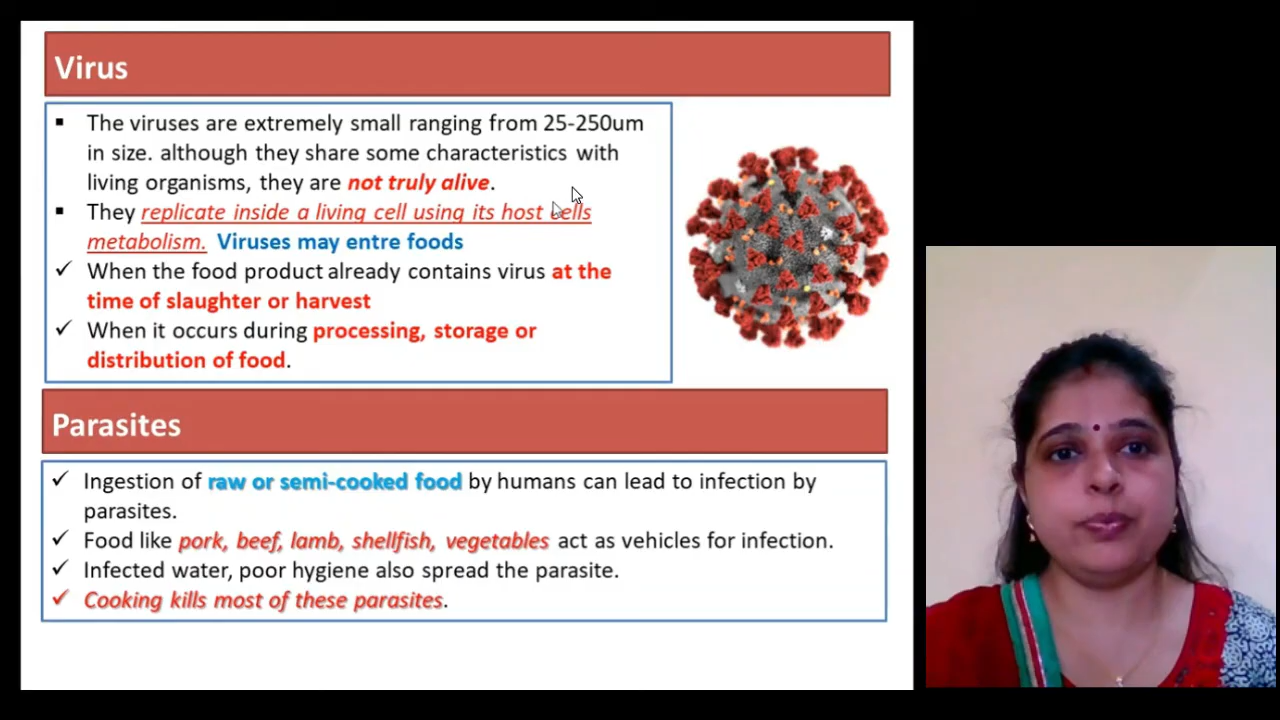 Virus
▪ The viruses are extremely small ranging from 25-250um
in size. although they share some characteristics with
living organisms, they are not truly alive.
▪ They replicate inside a living cell using its host cells
metabolism. Viruses may entre foods
✓ When the food product already contains virus at the
time of slaughter or harvest
✓ When it occurs during processing, storage or
distribution of food.
Parasites
✓ Ingestion of raw or semi-cooked food by humans can lead to infection by
parasites.
✓ Food like pork, beef, lamb, shellfish, vegetables act as vehicles for infection.
✓ Infected water, poor hygiene also spread the parasite.
✓ Cooking kills most of these parasites.